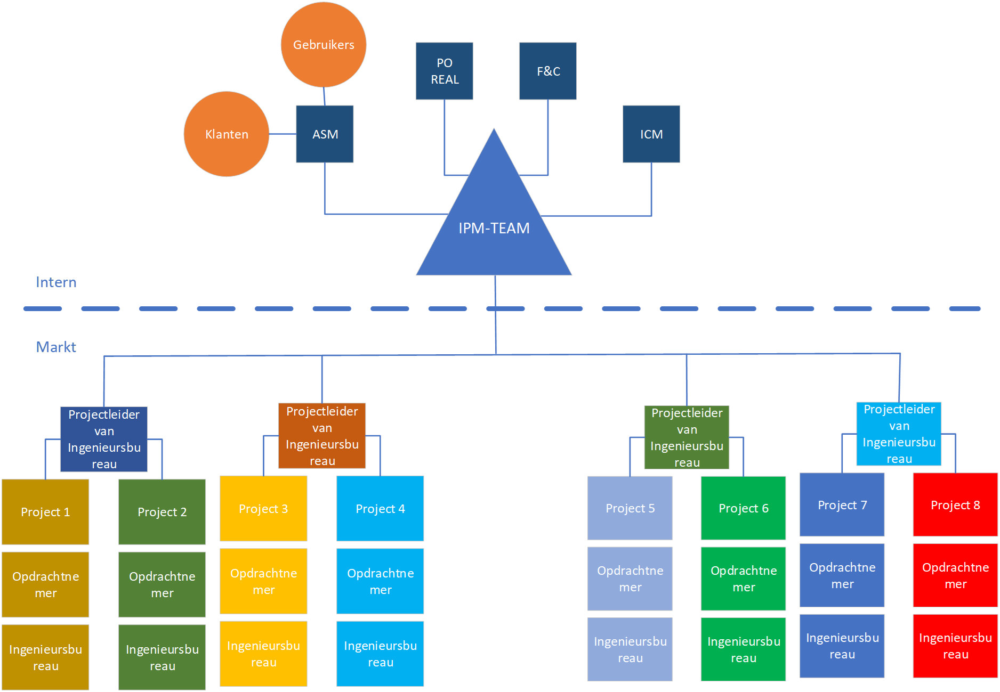 Gebruikers
PO
REAL
F&C
Klanten
ASM
ICM
IPM-TEAM
Intern
Markt
Projectleider
van
Ingenieursbu
reau
Projectleider
van
Ingenieursbu
reau
Projectleider
van
Ingenieursbu
reau
Projectleider
van
Ingenieursbu
reau
Project 1
Project 2
Project 3
Project 4
Project 5
Project 6
Project 7
Project 8
Opdrachtne
mer
Opdrachtne
mer
Opdrachtne
mer
Opdrachtne
mer
Opdrachtne
mer
Opdrachtne
mer
Opdrachtne
mer
Opdrachtne
mer
Ingenieursbu
reau
Ingenieursbu
reau
Ingenieursbu
reau
Ingenieursbu
reau
Ingenieursbu
reau
Ingenieursbu
reau
Ingenieursbu
reau
Ingenieursbu
reau